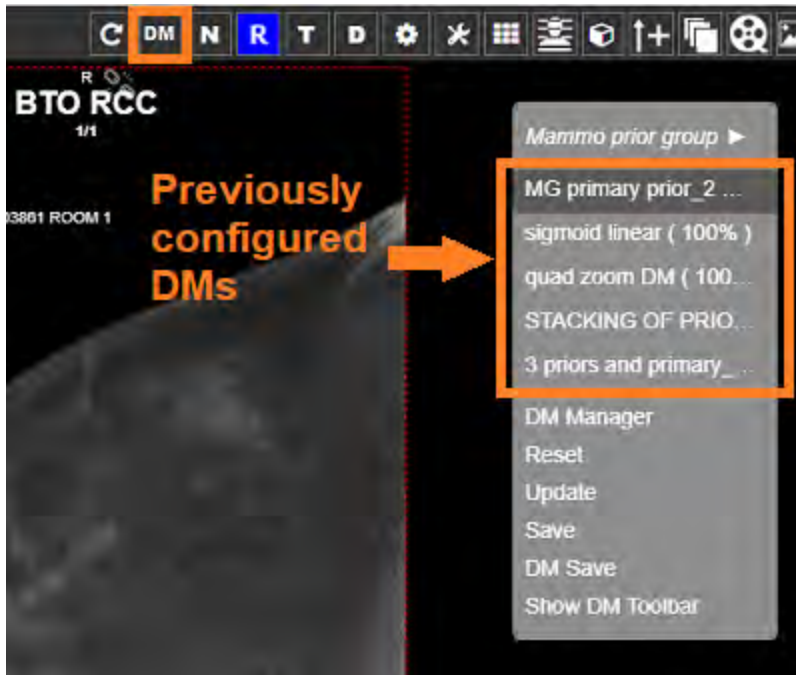 DM N R T D
R
BTO RCC
1/1
03861 ROOM 1
Previously
configured
DMs
Mammo prior group ►
MG primary prior_2 ...
sigmoid linear ( 100% )
quad zoom DM ( 100...
STACKING OF PRIO...
3 priors and primary_ ...
DM Manager
Reset
Update
Save
DM Save
Show DM Toolbar